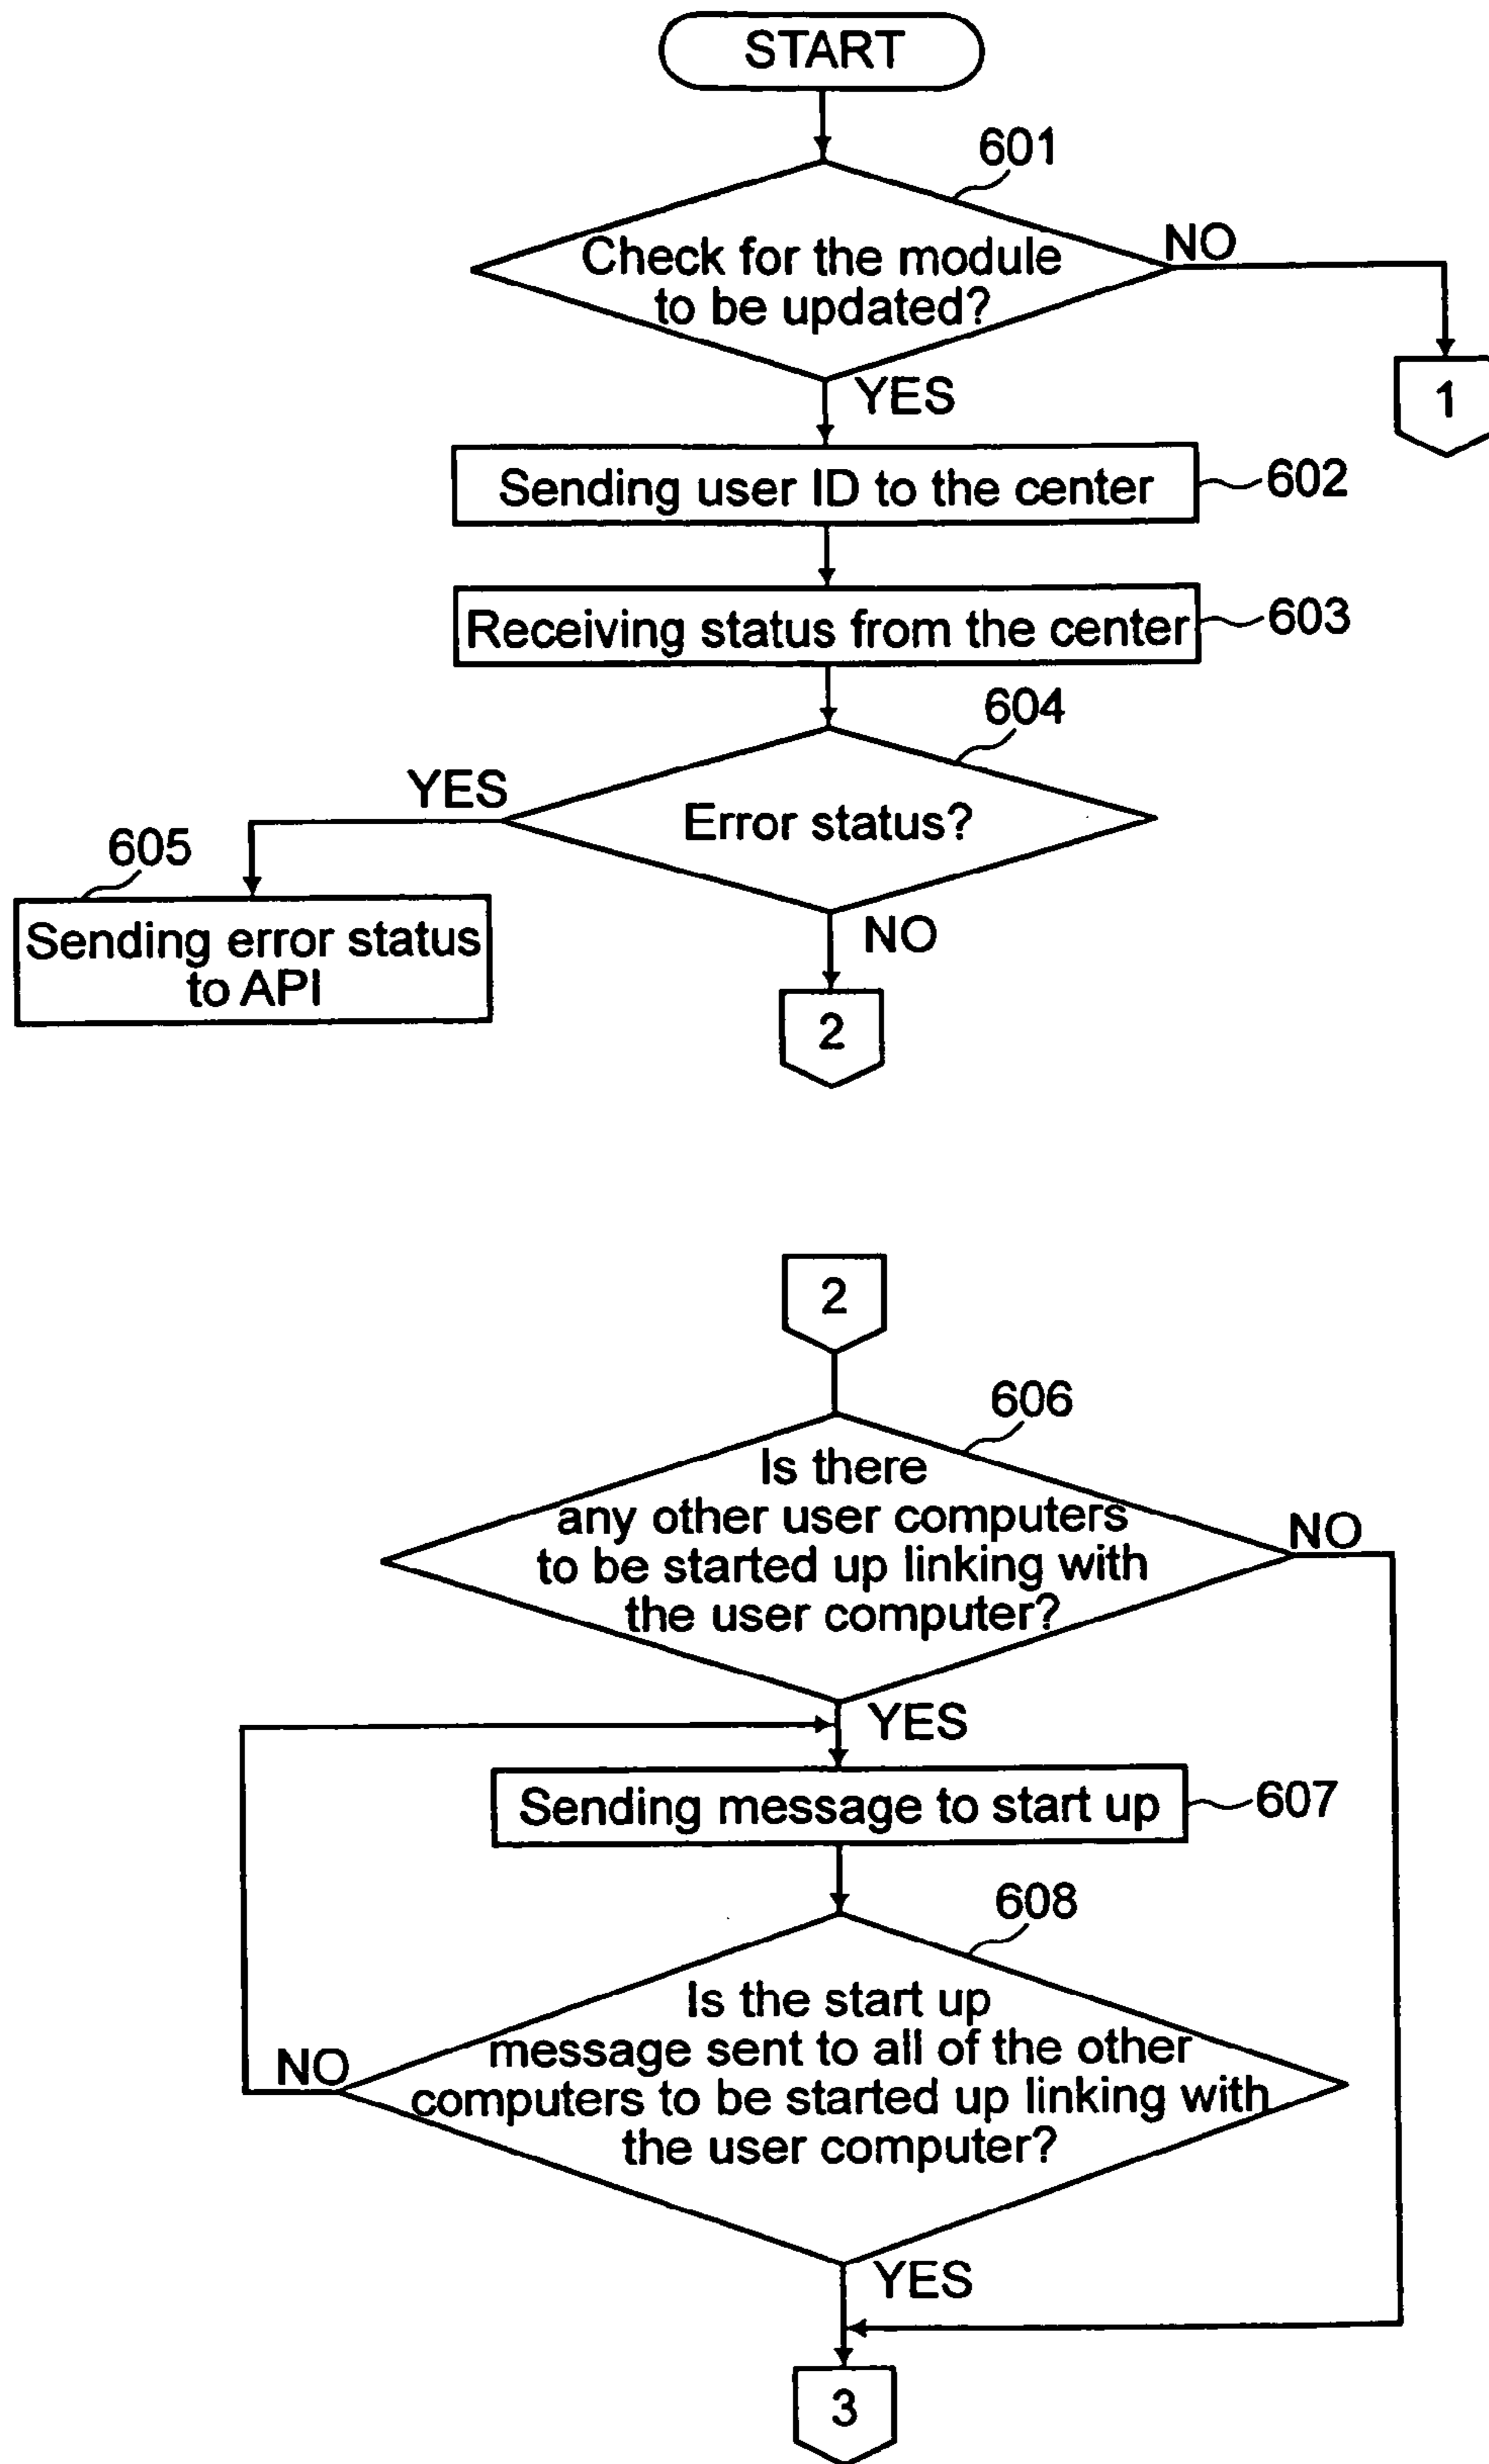 START
601
Check for the module
to be updated?
NO
1
YES
Sending user ID to the center
602
Receiving status from the center
603
604
YES
Error status?
605
Sending error status
to API
NO
2
2
606
Is there
any other user computers
to be started up linking with
the user computer?
NO
YES
Sending message to start up
607
608
Is the start up
message sent to all of the other
computers to be started up linking with
the user computer?
NO
YES
3